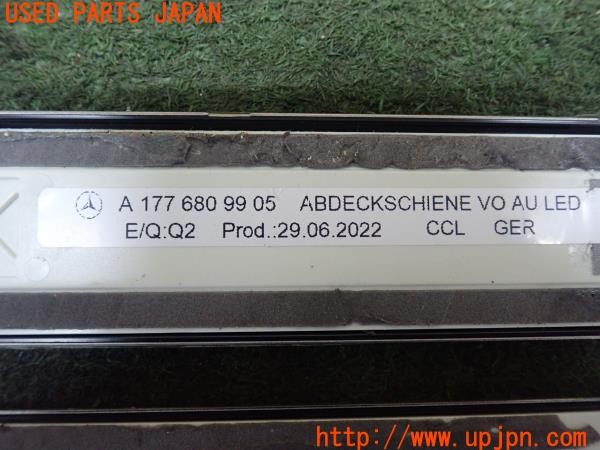 USED PARTS JAPAN
A 177 680 99 05 ABDECKSCHIENE VO AU LED
E/Q:Q2 Prod.:29.06.2022 CCL GER
http://www.upjpn.com